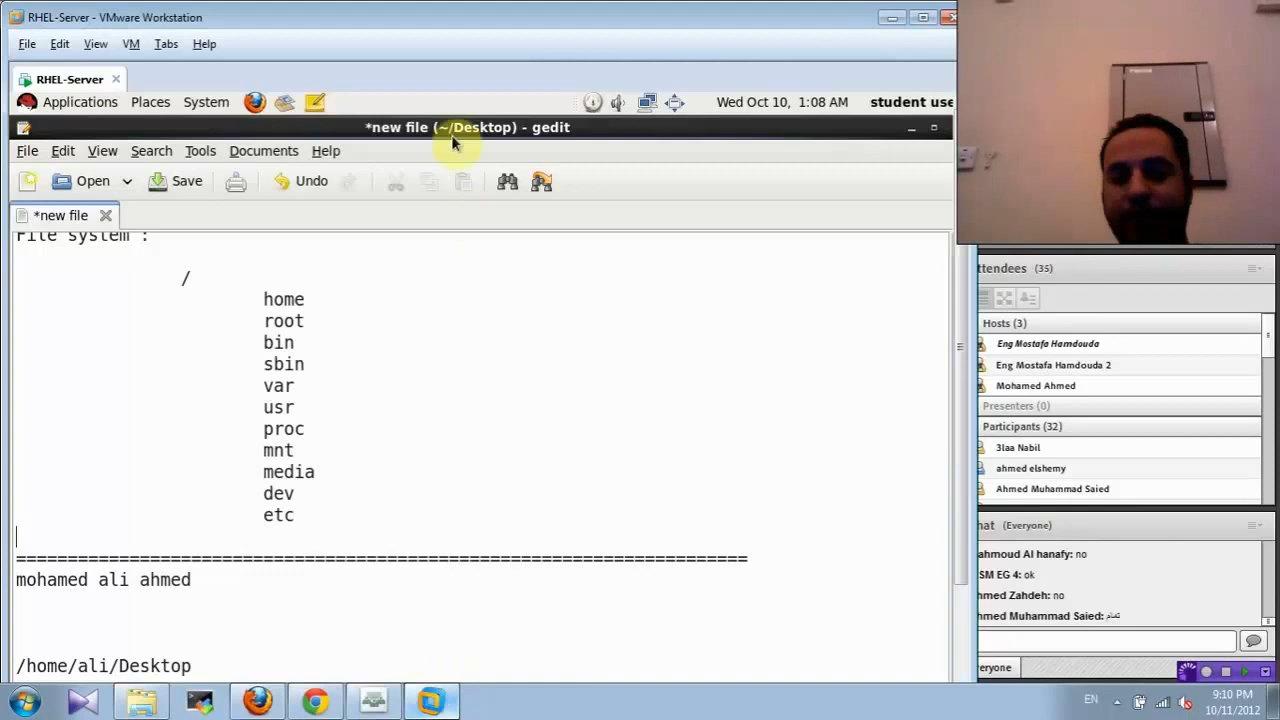 RHEL-Server - VMware Workstation
File Edit View VM Tabs Help
RHEL-Server
Applications Places System Wed Oct 10, 1:08 AM student use
*new file (~/Desktop) - gedit
File Edit View Search Tools Documents Help
Open Save Undo
*new file
File system :
/
home
root
bin
sbin
var
usr
proc
mnt
media
dev
etc
=======================================================================
mohamed ali ahmed
/home/ali/Desktop
ttendees (35)
Hosts (3)
Eng Mostafa Hamdouda
Eng Mostafa Hamdouda 2
Mohamed Ahmed
Presenters (0)
Participants (32)
3laa Nabil
ahmed elshemy
Ahmed Muhammad Saied
hat (Everyone)
ahmoud Al hanafy: no
SM EG 4: ok
hmed Zahdeh: no
hmed Muhammad Saied: تمام
eryone
EN
9:10 PM
10/11/2012